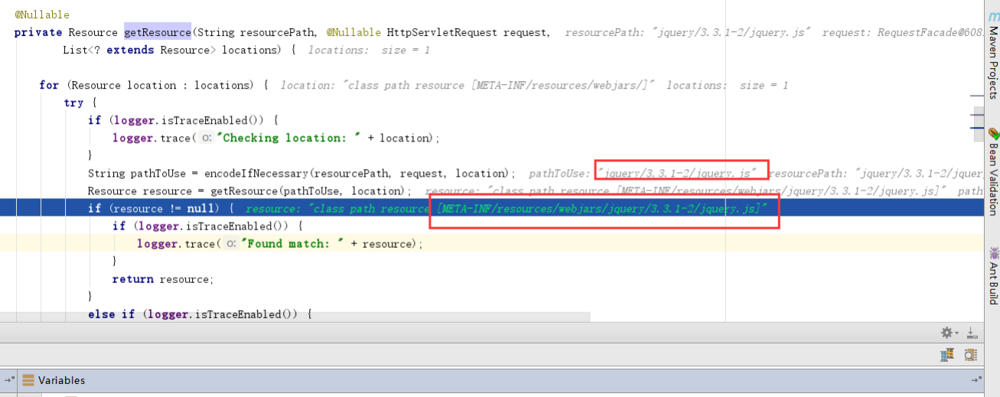 @Nullable
private Resource getResource(String resourcePath, @Nullable HttpServletRequest request,  resourcePath: "jquery/3.3.1-2/jquery.js"  request: RequestFacade@608
List<? extends Resource> locations) {  locations:  size = 1
for (Resource location : locations) {  location: "class path resource [META-INF/resources/webjars/]"  locations:  size = 1
try {
if (logger.isTraceEnabled()) {
logger.trace( o: "Checking location: " + location);
}
String pathToUse = encodeIfNecessary(resourcePath, request, location);  pathToUse: "jquery/3.3.1-2/jquery.js"  resourcePath: "jquery/3.3.1-2/jquery
Resource resource = getResource(pathToUse, location);  resource: "class path resource [META-INF/resources/webjars/jquery/3.3.1-2/jquery.js]"  path
if (resource != null) {  resource: "class path resource [META-INF/resources/webjars/jquery/3.3.1-2/jquery.js]"
if (logger.isTraceEnabled()) {
logger.trace( o: "Found match: " + resource);
}
return resource;
}
else if (logger.isTraceEnabled()) {
Variables
m
Maven Projects
Bean Validation
Ant Build